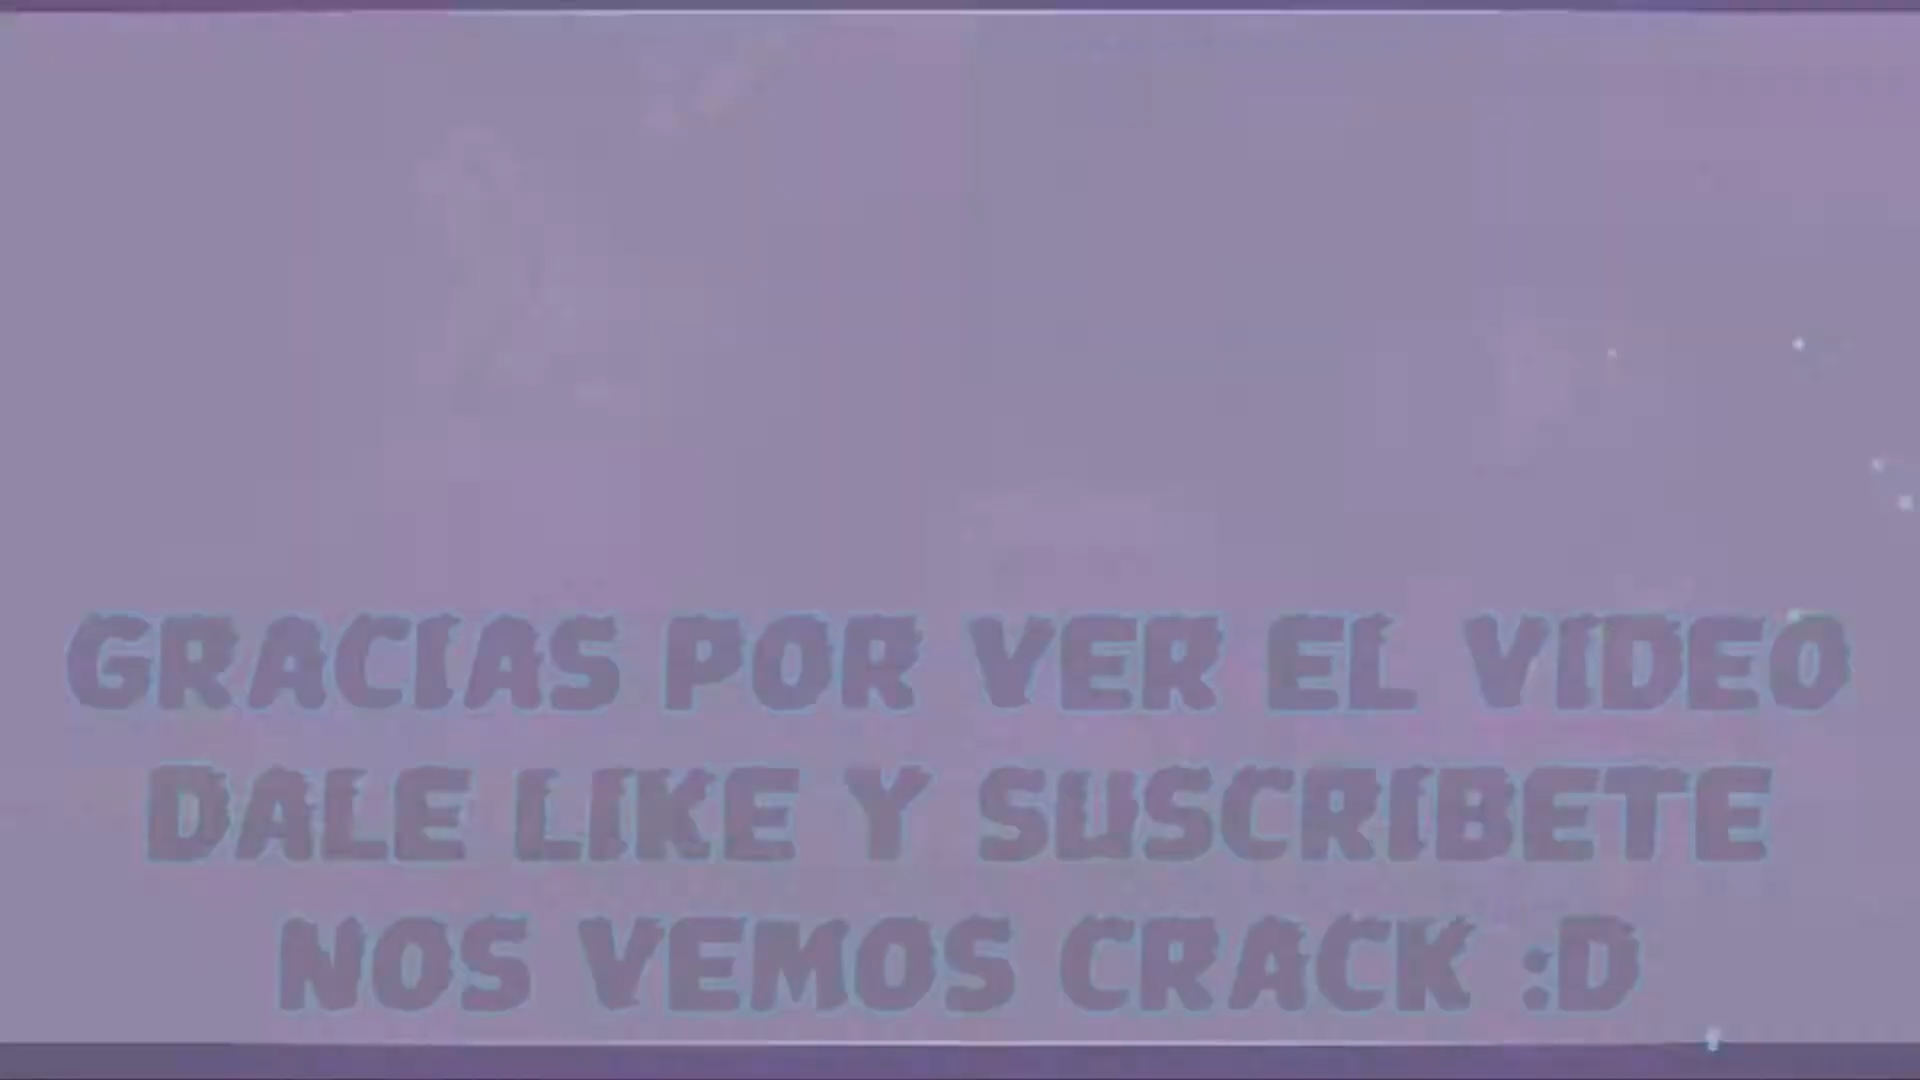 GRACIAS POR VER EL VIDEO
DALE LIKE Y SUSCRIBETE
NOS VEMOS CRACK :D